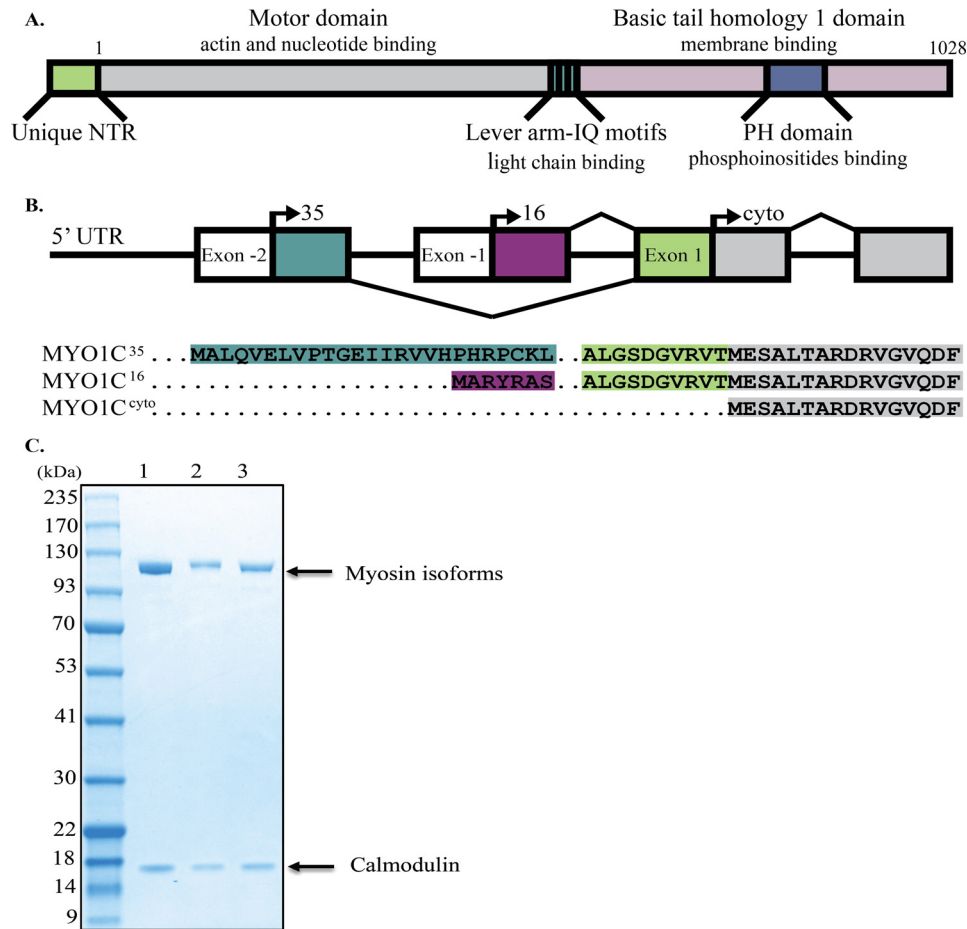 A.
Motor domain
actin and nucleotide binding
Basic tail homology 1 domain
membrane binding
1
1028
Unique NTR
Lever arm-IQ motifs
light chain binding
PH domain
phosphoinositides binding
B.
5' UTR
35
16
cyto
Exon -2
Exon -1
Exon 1
MYO1C35 ... MALQVELVPTGEIIRVVHPHRPCKL .. ALGSDGVRVTMESALTARDRVGVQDF
MYO1C16 ...................... MARYRAS .. ALGSDGVRVTMESALTARDRVGVQDF
MYO1Ccyto .......................................... MESALTARDRVGVQDF
C.
(kDa) 1 2 3
235
170
130
93
70
53
41
30
22
18
14
9
Myosin isoforms
Calmodulin